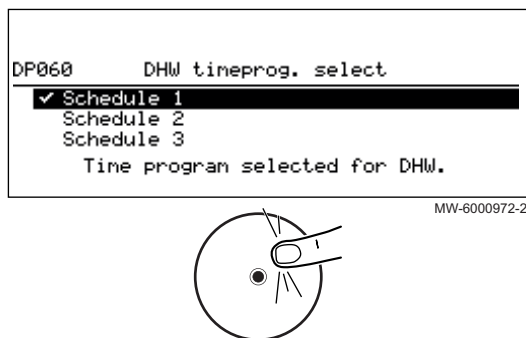 DP060 DHW timeprog. select
✔ Schedule 1
Schedule 2
Schedule 3
Time program selected for DHW.
MW-6000972-2